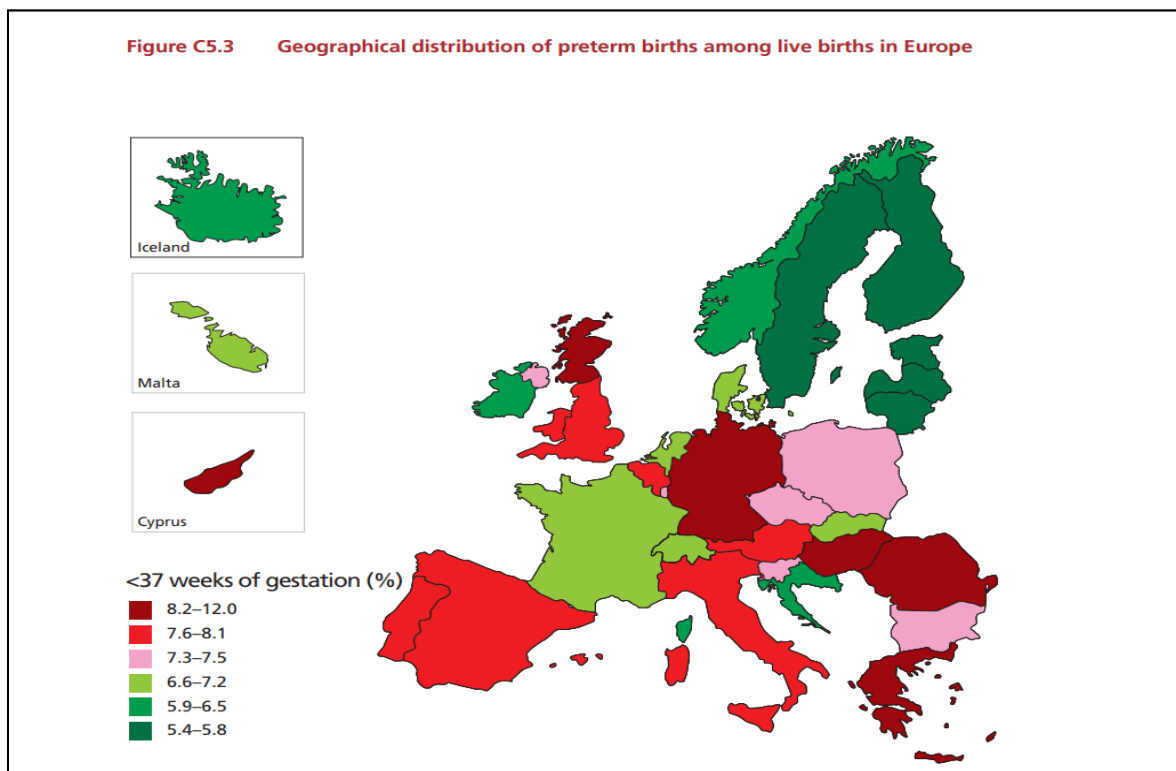 Figure C5.3 Geographical distribution of preterm births among live births in Europe
Iceland
Malta
Cyprus
<37 weeks of gestation (%)
8.2–12.0
7.6–8.1
7.3–7.5
6.6–7.2
5.9–6.5
5.4–5.8